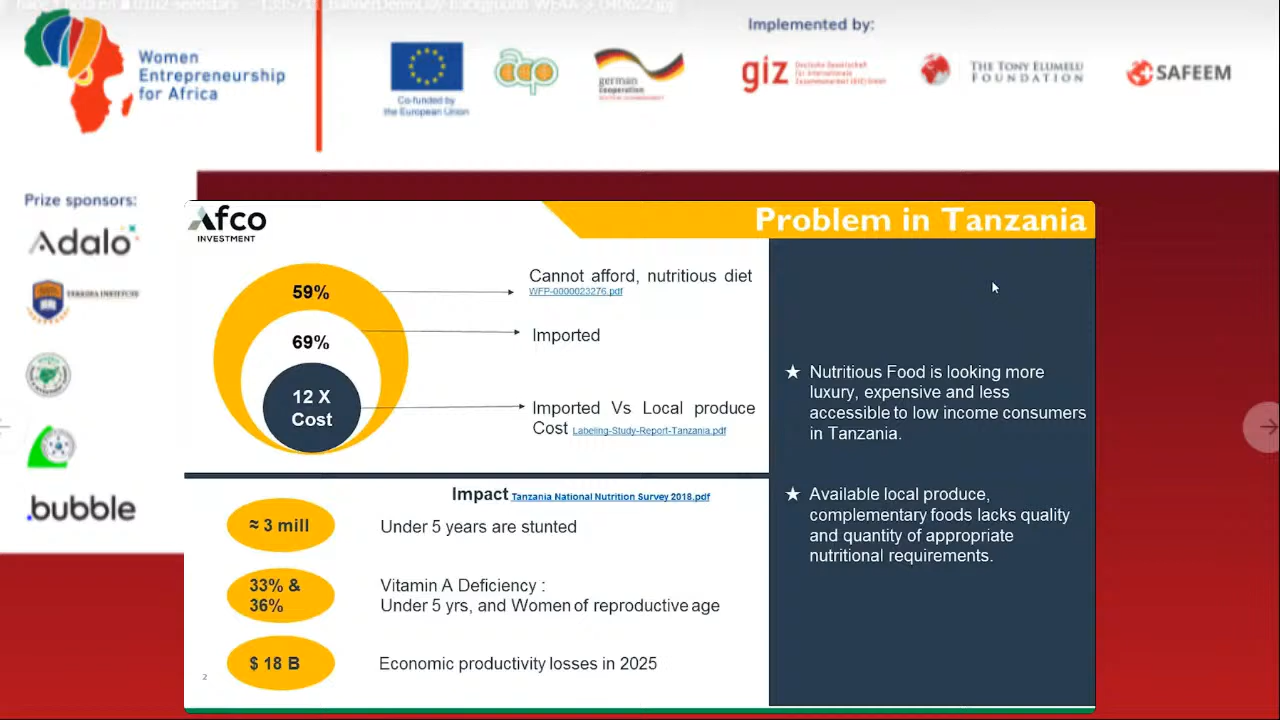 Women
Entrepreneurship
for Africa
Co-funded by
the European Union
german
cooperation
Implemented by:
giz
Deutsche Gesellschaft
für Internationale
Zusammenarbeit (GIZ) GmbH
THE TONY ELUMELU
FOUNDATION
SAFEEM
Prize sponsors:
Adalo
.bubble
Afco
INVESTMENT
Problem in Tanzania
59%
Cannot afford, nutritious diet
WFP-0000023276.pdf
69%
Imported
12 X
Cost
Imported Vs Local produce
Cost Labeling-Study-Report-Tanzania.pdf
Impact Tanzania National Nutrition Survey 2018.pdf
≈ 3 mill
Under 5 years are stunted
33% &
36%
Vitamin A Deficiency :
Under 5 yrs, and Women of reproductive age
$ 18 B
Economic productivity losses in 2025
2
★ Nutritious Food is looking more
luxury, expensive and less
accessible to low income consumers
in Tanzania.
★ Available local produce,
complementary foods lacks quality
and quantity of appropriate
nutritional requirements.